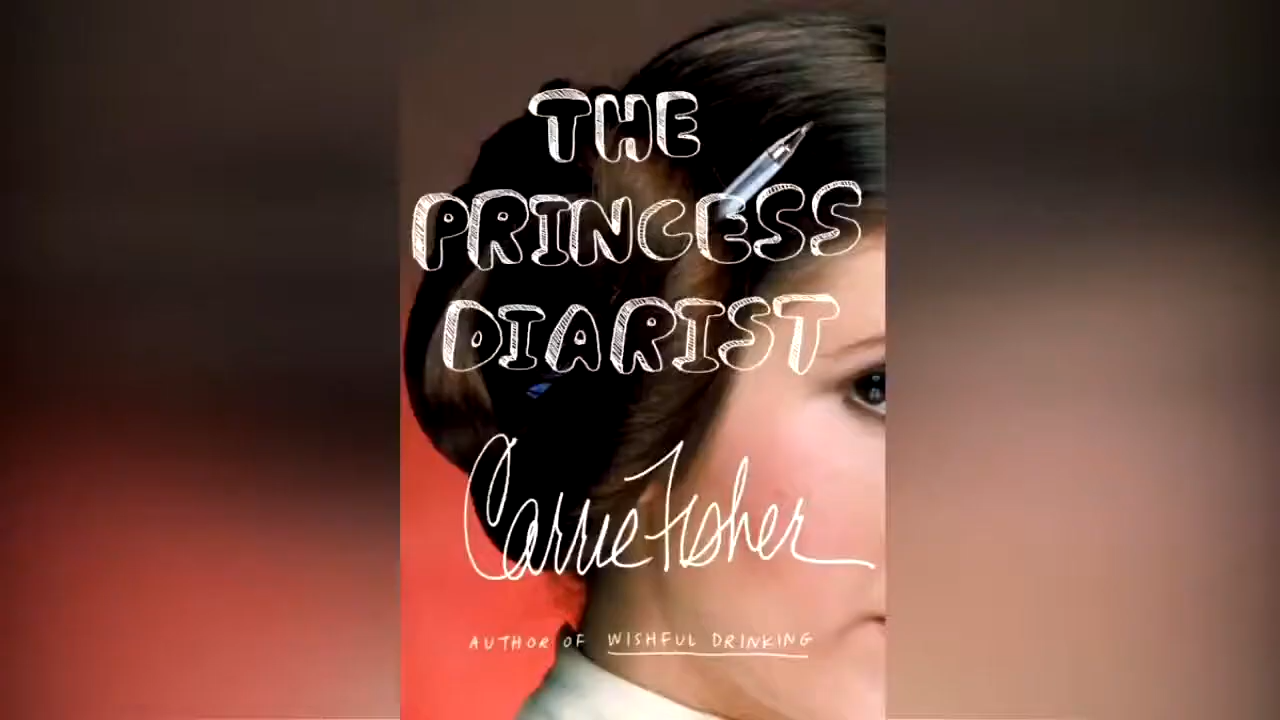 THE
PRINCESS
DIARIST
Carrie Fisher
AUTHOR OF WISHFUL DRINKING